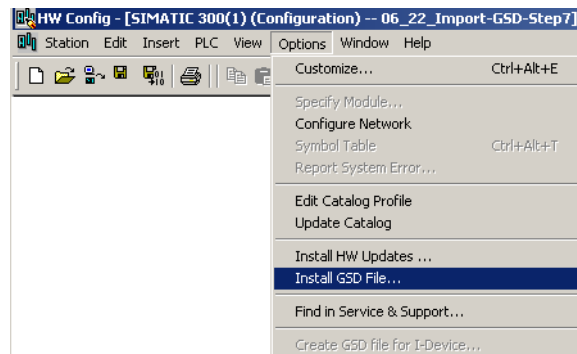 HW Config - [SIMATIC 300(1) (Configuration) -- 06_22_Import-GSD-Step7]
Station Edit Insert PLC View Options Window Help
Customize... Ctrl+Alt+E
Specify Module...
Configure Network
Symbol Table Ctrl+Alt+T
Report System Error...
Edit Catalog Profile
Update Catalog
Install HW Updates ...
Install GSD File...
Find in Service & Support...
Create GSD file for I-Device...